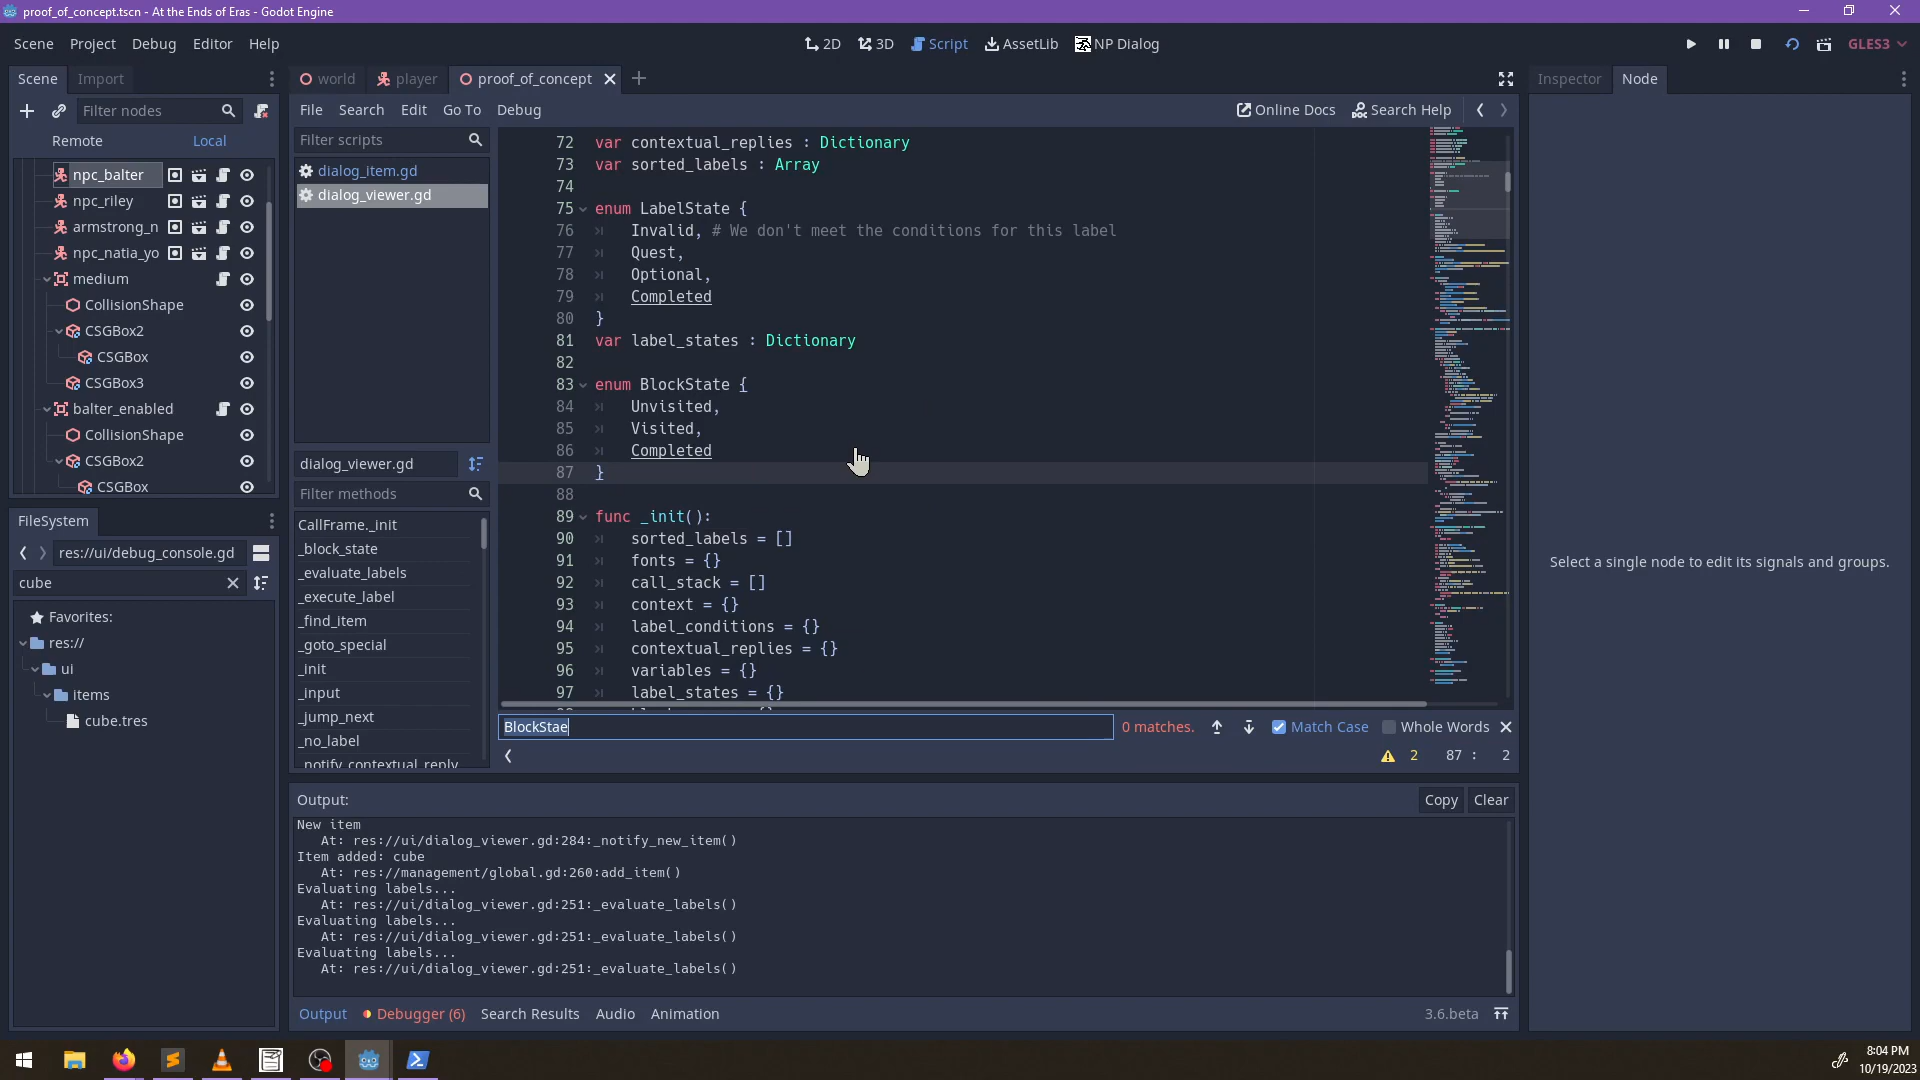 proof_of_concept.tscn - At the Ends of Eras - Godot Engine
Scene Project Debug Editor Help
2D 3D Script AssetLib NP Dialog
GLES3
Scene Import
Filter nodes
Remote Local
npc_balter
npc_riley
armstrong_n
npc_natia_yo
medium
CollisionShape
CSGBox2
CSGBox
CSGBox3
balter_enabled
CollisionShape
CSGBox2
CSGBox
FileSystem
res://ui/debug_console.gd
cube
Favorites:
res://
ui
items
cube.tres
world player proof_of_concept
File Search Edit Go To Debug
Online Docs Search Help
Filter scripts
dialog_item.gd
dialog_viewer.gd
dialog_viewer.gd
Filter methods
CallFrame._init
_block_state
_evaluate_labels
_execute_label
_find_item
_goto_special
_init
_input
_jump_next
_no_label
_notify_contextual_reply
72 var contextual_replies : Dictionary
73 var sorted_labels : Array
74
75 enum LabelState {
76 Invalid, # We don't meet the conditions for this label
77 Quest,
78 Optional,
79 Completed
80 }
81 var label_states : Dictionary
82
83 enum BlockState {
84 Unvisited,
85 Visited,
86 Completed
87 }
88
89 func _init():
90 sorted_labels = []
91 fonts = {}
92 call_stack = []
93 context = {}
94 label_conditions = {}
95 contextual_replies = {}
96 variables = {}
97 label_states = {}
BlockStae
0 matches.
Match Case
Whole Words
2 87 : 2
Output:
Copy Clear
New item
At: res://ui/dialog_viewer.gd:284:_notify_new_item()
Item added: cube
At: res://management/global.gd:260:add_item()
Evaluating labels...
At: res://ui/dialog_viewer.gd:251:_evaluate_labels()
Evaluating labels...
At: res://ui/dialog_viewer.gd:251:_evaluate_labels()
Evaluating labels...
At: res://ui/dialog_viewer.gd:251:_evaluate_labels()
Output Debugger (6) Search Results Audio Animation
3.6.beta
Inspector Node
Select a single node to edit its signals and groups.
8:04 PM
10/19/2023